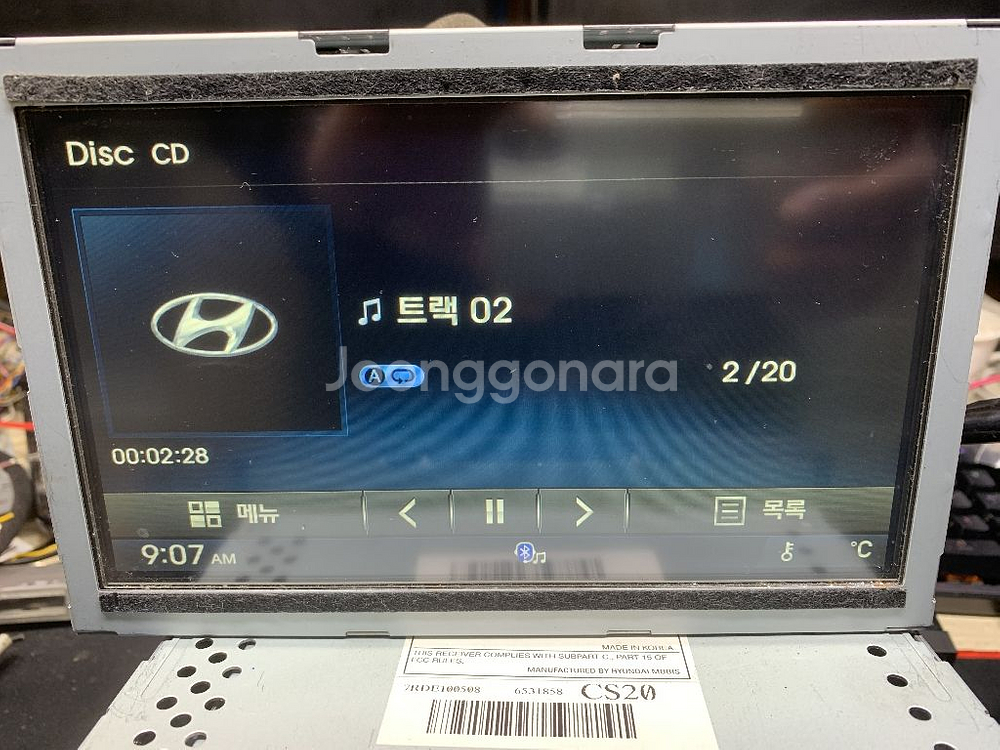 Disc CD
트랙 02
A
Joonggonara
2/20
00:02:28
메뉴
목록
9:07 AM
°C
MADE IN KOREA
THIS RECEIVER COMPLIES WITH SUBPART C, PART 15 OF
FCC RULES.
MANUFACTURED BY HYUNDAI MOBIS
7RDE100508 6531858 CS20